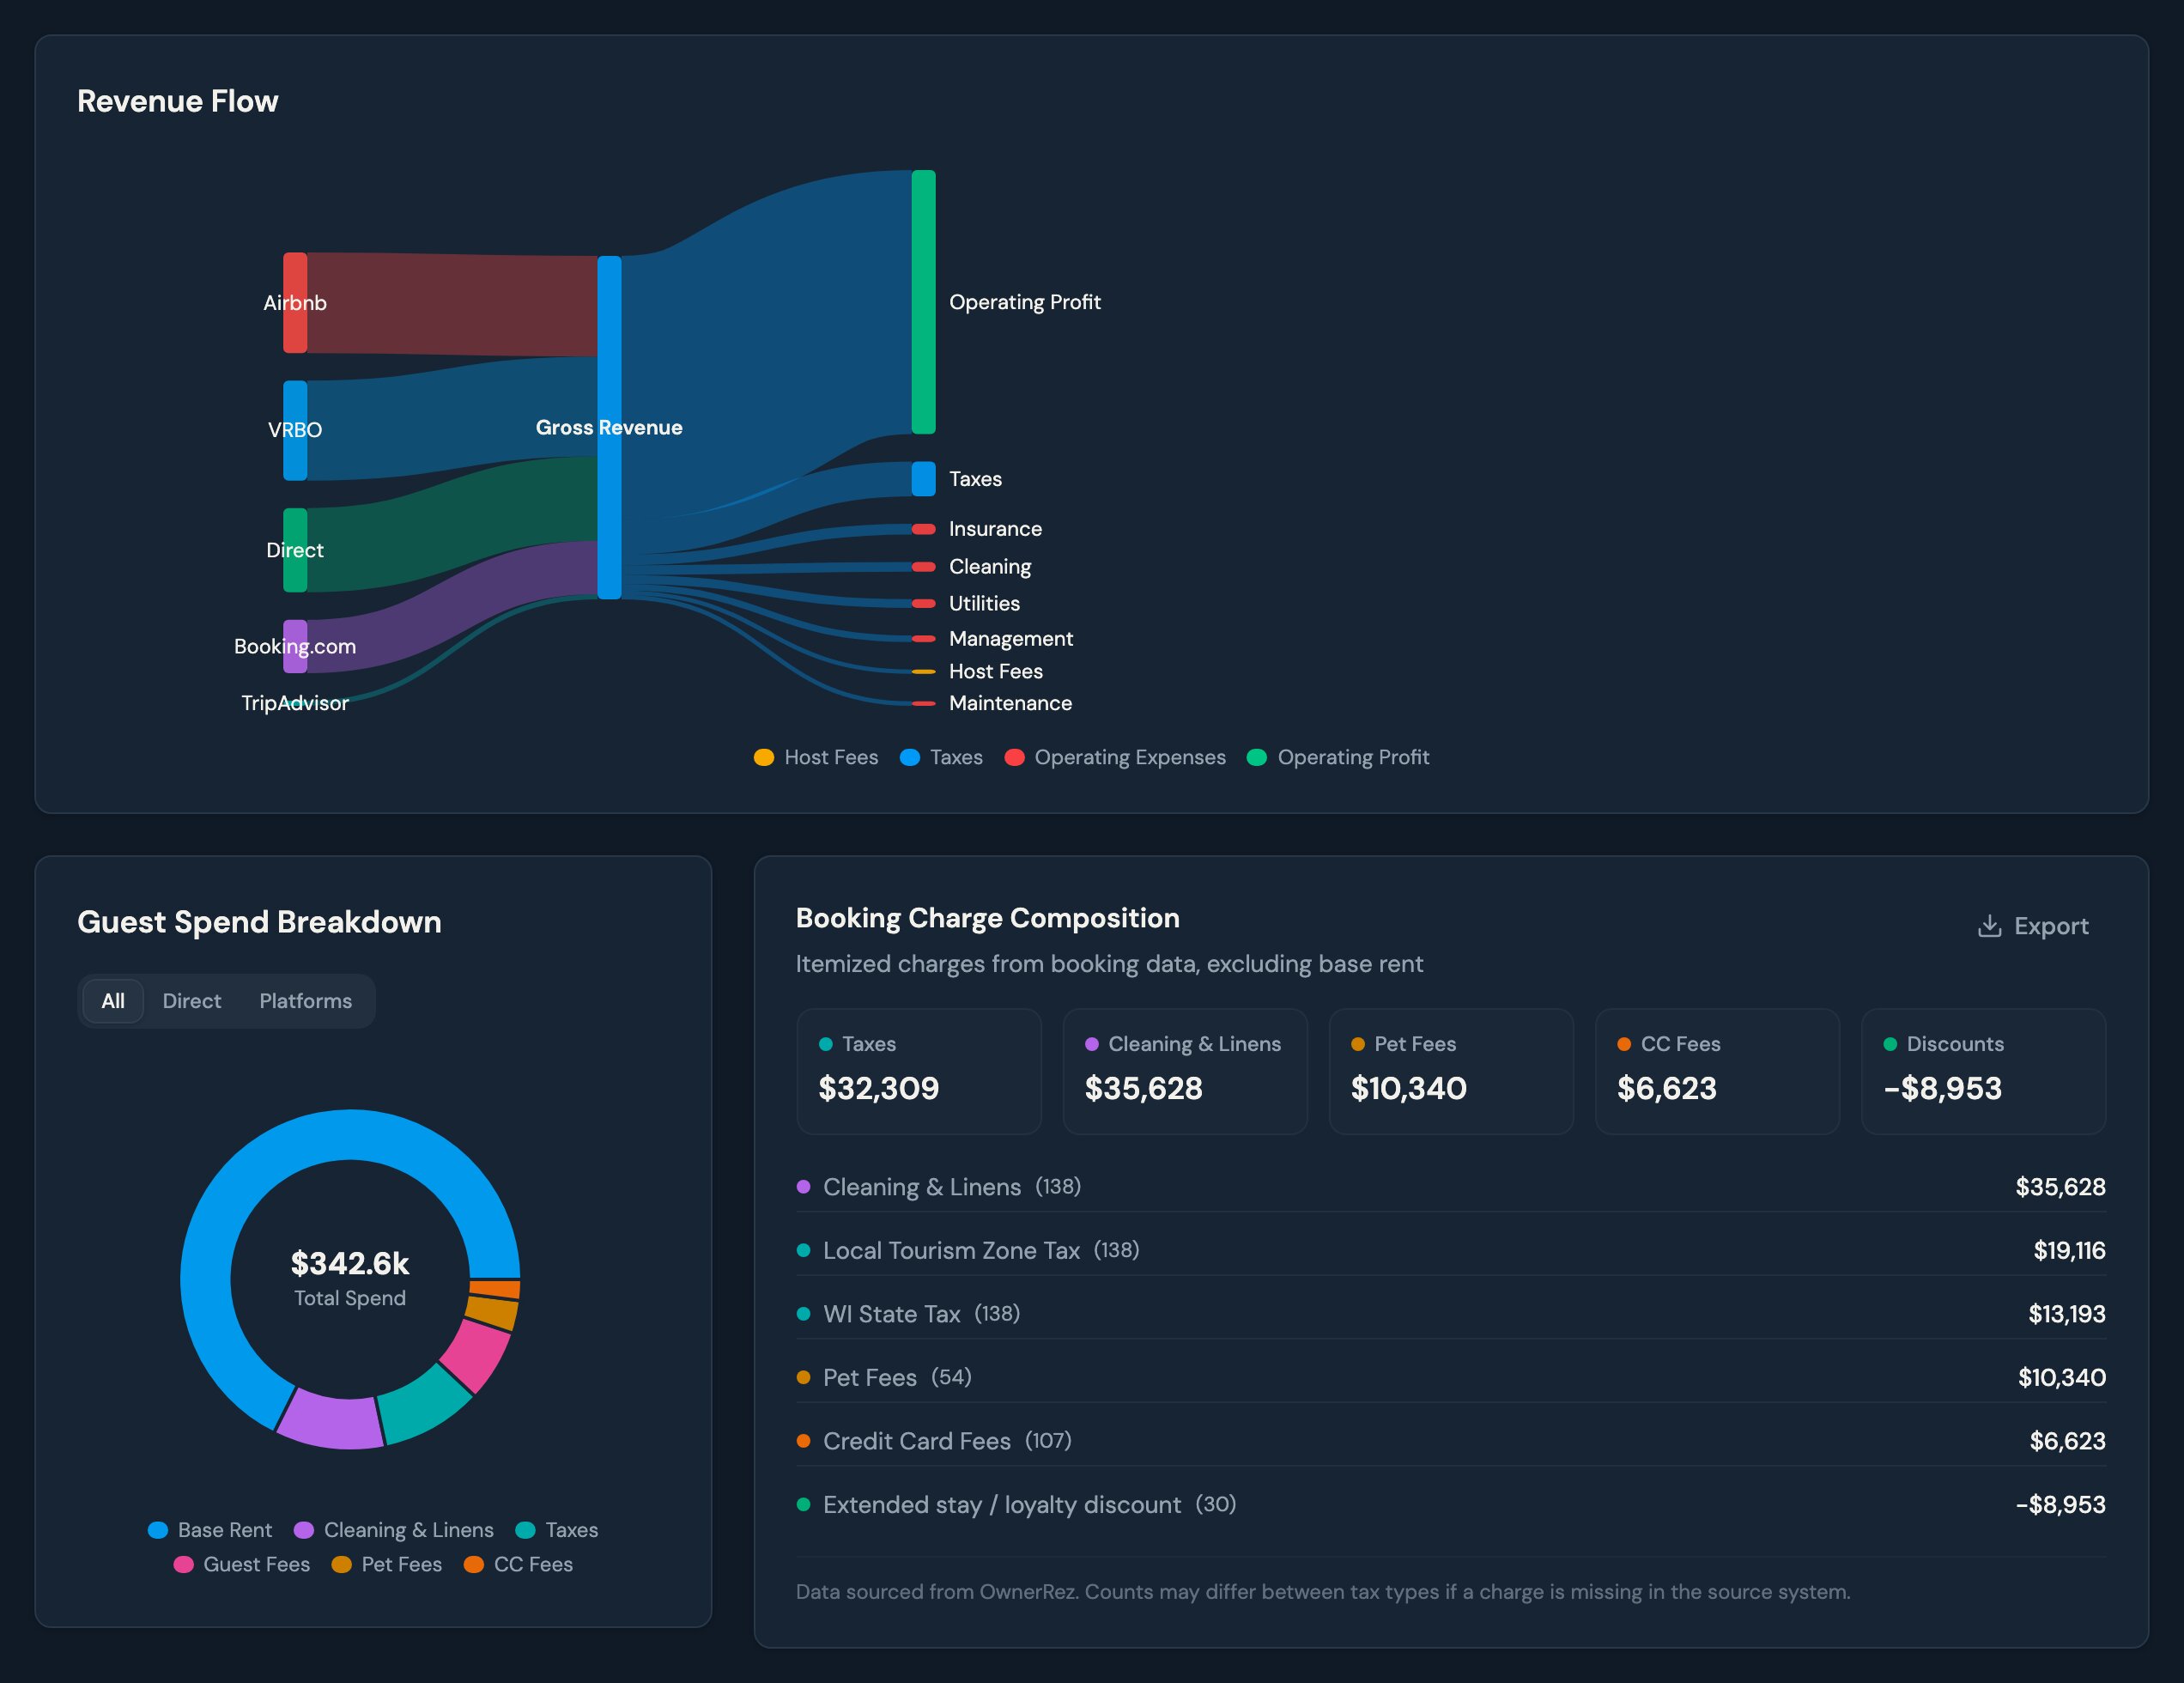 Revenue Flow
Airbnb
VRBO
Direct
Booking.com
TripAdvisor
Gross Revenue
Operating Profit
Taxes
Insurance
Cleaning
Utilities
Management
Host Fees
Maintenance
Host Fees Taxes Operating Expenses Operating Profit
Guest Spend Breakdown
All Direct Platforms
$342.6k
Total Spend
Base Rent Cleaning & Linens Taxes
Guest Fees Pet Fees CC Fees
Booking Charge Composition
Export
Itemized charges from booking data, excluding base rent
Taxes
$32,309
Cleaning & Linens
$35,628
Pet Fees
$10,340
CC Fees
$6,623
Discounts
-$8,953
Cleaning & Linens (138) $35,628
Local Tourism Zone Tax (138) $19,116
WI State Tax (138) $13,193
Pet Fees (54) $10,340
Credit Card Fees (107) $6,623
Extended stay / loyalty discount (30) -$8,953
Data sourced from OwnerRez. Counts may differ between tax types if a charge is missing in the source system.